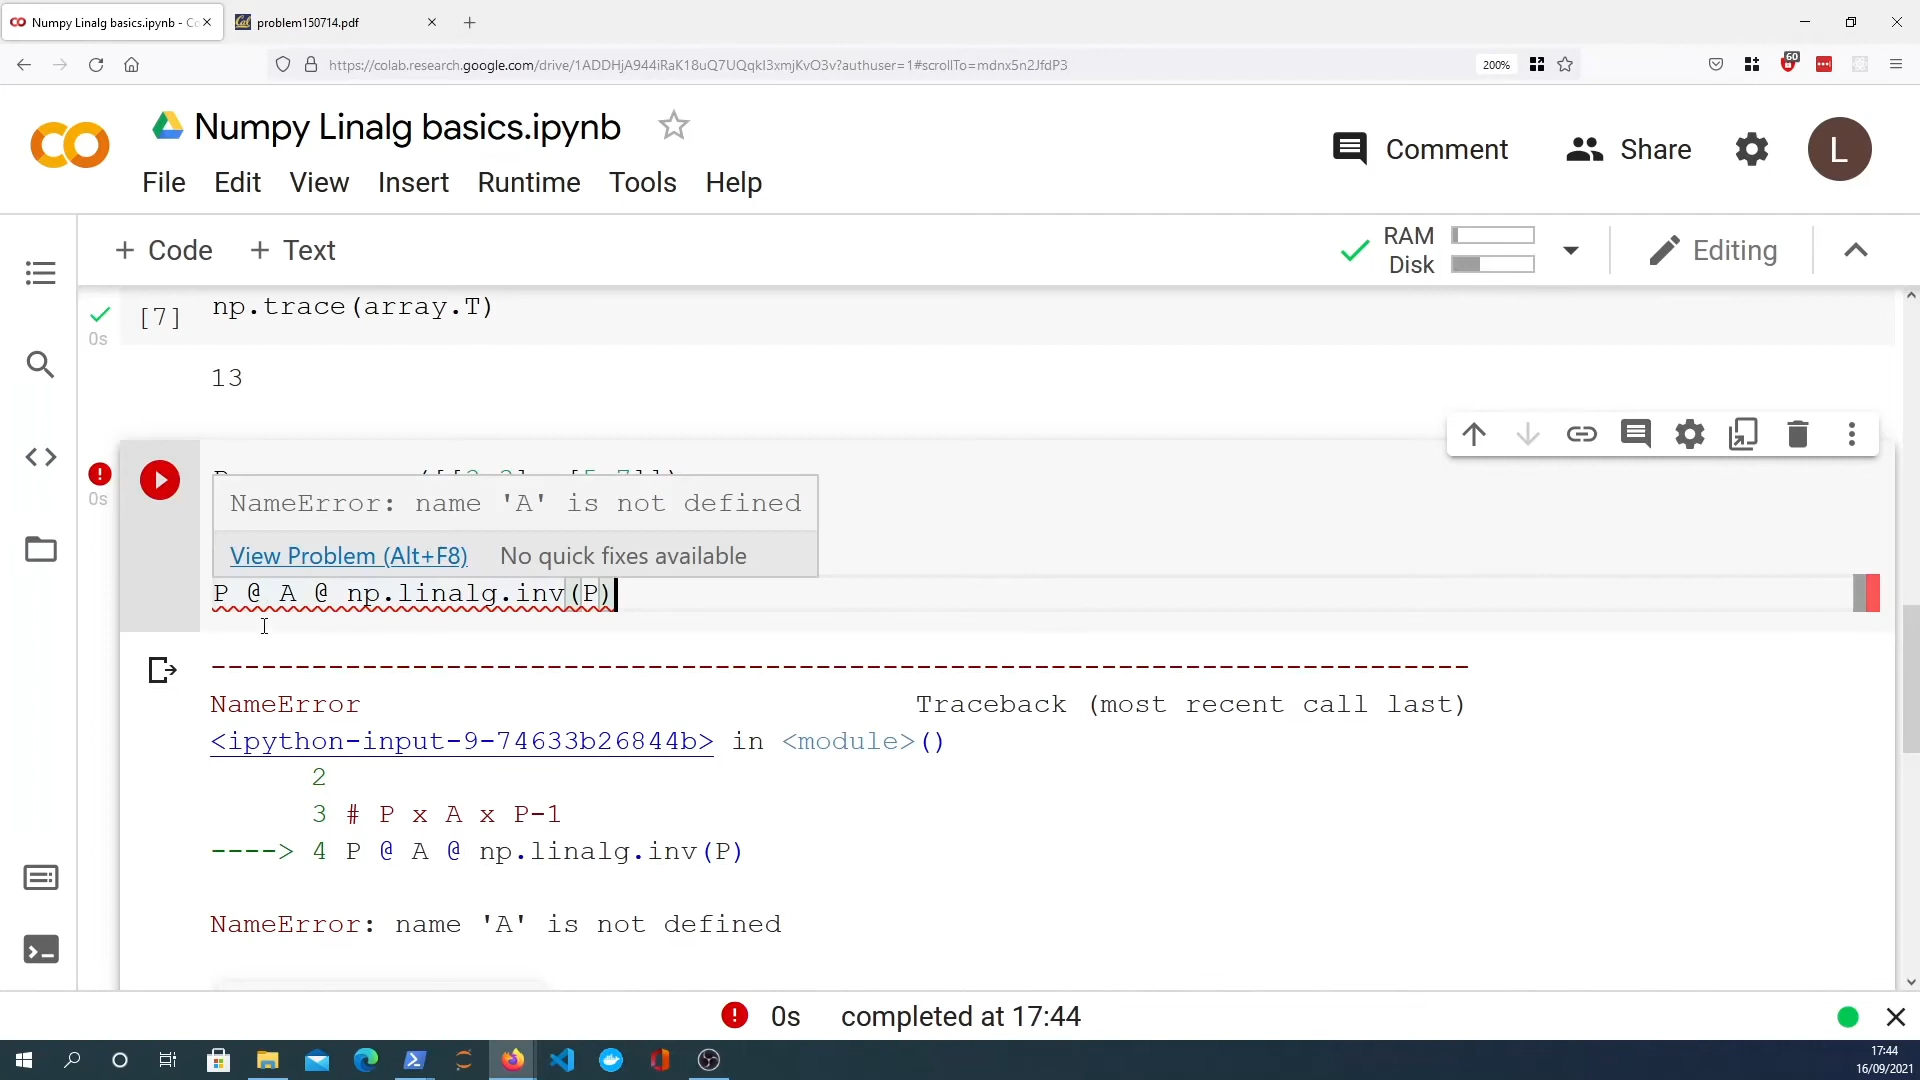 Numpy Linalg basics.ipynb - Co
problem150714.pdf
https://colab.research.google.com/drive/1ADDHjA944iRaK18uQ7UQqkI3xmjKvO3v?authuser=1#scrollTo=mdnx5n2JfdP3
200%
60
Numpy Linalg basics.ipynb
Comment
Share
L
File Edit View Insert Runtime Tools Help
+ Code + Text
RAM
Disk
Editing
[7] np.trace(array.T)
0s
13
0s
NameError: name 'A' is not defined
View Problem (Alt+F8) No quick fixes available
P @ A @ np.linalg.inv(P)
---------------------------------------------------------------------------
NameError Traceback (most recent call last)
<ipython-input-9-74633b26844b> in <module>()
2
3 # P x A x P-1
----> 4 P @ A @ np.linalg.inv(P)
NameError: name 'A' is not defined
0s completed at 17:44
17:44
16/09/2021